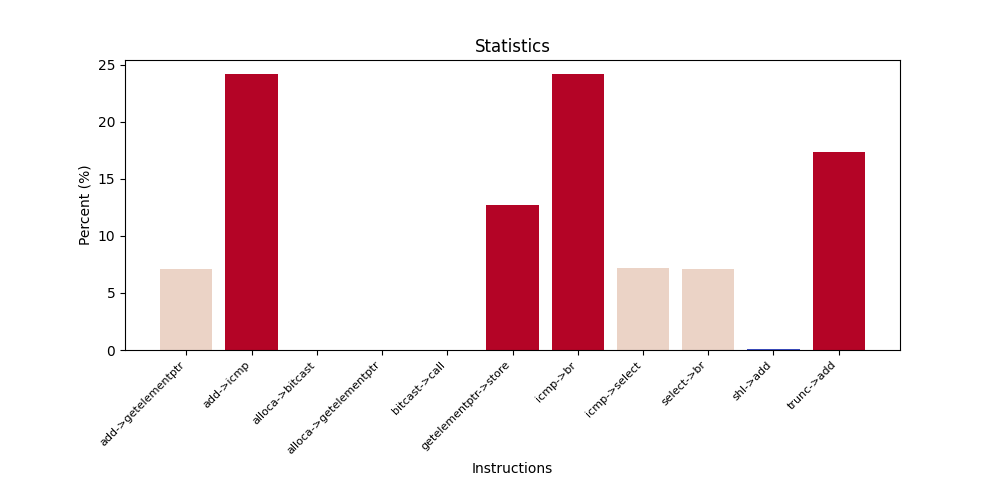 Statistics
Percent (%)
25
20
15
10
5
0
add->getelementptr
add->icmp
alloca->bitcast
alloca->getelementptr
bitcast->call
getelementptr->store
icmp->br
icmp->select
select->br
shl->add
trunc->add
Instructions